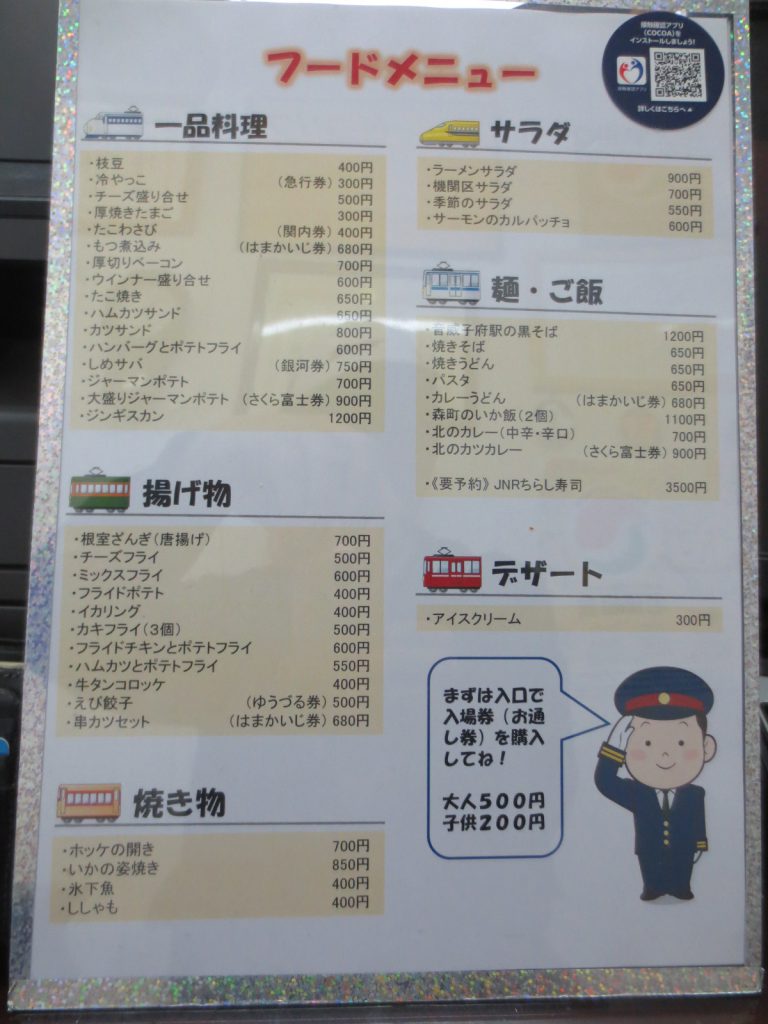 接触確認アプリ
(COCOA)を
インストールしましょう!
接触確認アプリ
詳しくはこちらへ
フードメニュー
一品料理
・枝豆 400円
・冷やっこ (急行券) 300円
・チーズ盛り合せ 500円
・厚焼きたまご 300円
・たこわさび (関内券) 400円
・もつ煮込み (はまかいじ券) 680円
・厚切りベーコン 700円
・ウインナー盛り合せ 600円
・たこ焼き 650円
・ハムカツサンド 650円
・カツサンド 800円
・ハンバーグとポテトフライ 600円
・しめサバ (銀河券) 750円
・ジャーマンポテト 700円
・大盛りジャーマンポテト (さくら富士券) 900円
・ジンギスカン 1200円
揚げ物
・根室ざんぎ(唐揚げ) 700円
・チーズフライ 500円
・ミックスフライ 600円
・フライドポテト 400円
・イカリング 400円
・カキフライ(3個) 500円
・フライドチキンとポテトフライ 600円
・ハムカツとポテトフライ 550円
・牛タンコロッケ 400円
・えび餃子 (ゆうづる券) 500円
・串カツセット (はまかいじ券) 680円
焼き物
・ホッケの開き 700円
・いかの姿焼き 850円
・氷下魚 400円
・ししゃも 400円
サラダ
・ラーメンサラダ 900円
・機関区サラダ 700円
・季節のサラダ 550円
・サーモンのカルパッチョ 600円
麺・ご飯
・音威子府駅の黒そば 1200円
・焼きそば 650円
・焼きうどん 650円
・パスタ 650円
・カレーうどん (はまかいじ券) 680円
・森町のいか飯(2個) 1100円
・北のカレー(中辛・辛口) 700円
・北のカツカレー (さくら富士券) 900円
・《要予約》 JNRちらし寿司 3500円
デザート
・アイスクリーム 300円
まずは入口で
入場券(お通
し券)を購入
してね!
大人500円
子供200円